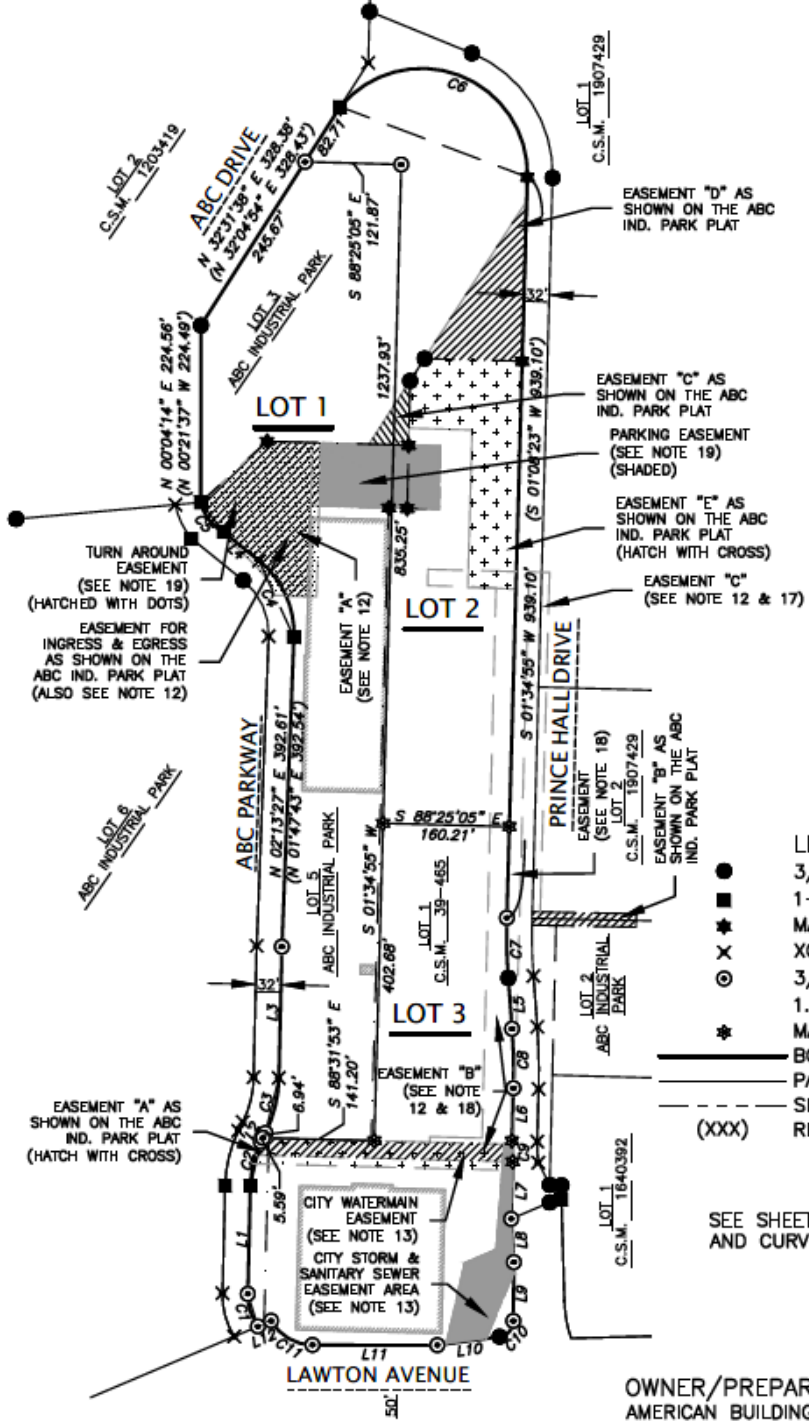 C6
LOT 1
C.S.M. 1907429
LOT 2
C.S.M. 1203419
ABC DRIVE
N 32°31'38" E 328.38'
(N 32°04'54" E 328.43')
82.71'
245.67'
S 88°25'05" E
121.87'
EASEMENT "D" AS
SHOWN ON THE ABC
IND. PARK PLAT
32'
LOT 3
ABC INDUSTRIAL PARK
N 00°04'14" E 224.56'
(N 00°21'37" W 224.49')
1237.93'
(S 01°08'23" W 939.10')
EASEMENT "C" AS
SHOWN ON THE ABC
IND. PARK PLAT
LOT 1
PARKING EASEMENT
(SEE NOTE 19)
(SHADED)
EASEMENT "E" AS
SHOWN ON THE ABC
IND. PARK PLAT
(HATCH WITH CROSS)
C5
C4
TURN AROUND
EASEMENT
(SEE NOTE 19)
(HATCHED WITH DOTS)
835.25'
EASEMENT "C"
(SEE NOTE 12 & 17)
LOT 2
EASEMENT FOR
INGRESS & EGRESS
AS SHOWN ON THE
ABC IND. PARK PLAT
(ALSO SEE NOTE 12)
EASEMENT "A"
(SEE NOTE 12)
S 01°34'55" W 939.10'
PRINCE HALL DRIVE
ABC PARKWAY
N 02°13'27" E 392.61'
(N 01°47'43" E 392.54')
LOT 6
ABC INDUSTRIAL PARK
EASEMENT
(SEE NOTE 18)
LOT 2
C.S.M. 1907429
EASEMENT "B" AS
SHOWN ON THE ABC
IND. PARK PLAT
S 88°25'05" E
160.21'
LOT 5
ABC INDUSTRIAL PARK
S 01°34'55" W
402.68'
LOT 1
C.S.M. 39-465
3/
1-
MA
XC
3/
1.
MA
BO
PA
(XXX)
C7
LOT 2
ABC INDUSTRIAL
PARK
32'
L3
L5
LOT 3
S 88°31'53" E
141.20'
C8
EASEMENT "B"
(SEE NOTE
12 & 18)
L6
EASEMENT "A" AS
SHOWN ON THE ABC
IND. PARK PLAT
(HATCH WITH CROSS)
C3
6.94'
C2
C9
5.59'
L7
CITY WATERMAIN
EASEMENT
(SEE NOTE 13)
CITY STORM &
SANITARY SEWER
EASEMENT AREA
(SEE NOTE 13)
LOT 1
C.S.M. 1640392
SEE SHEET
AND CURV
L1
L8
L9
L12
C11
L11
L10
C10
LAWTON AVENUE
50'
OWNER/PREPAR
AMERICAN BUILDING